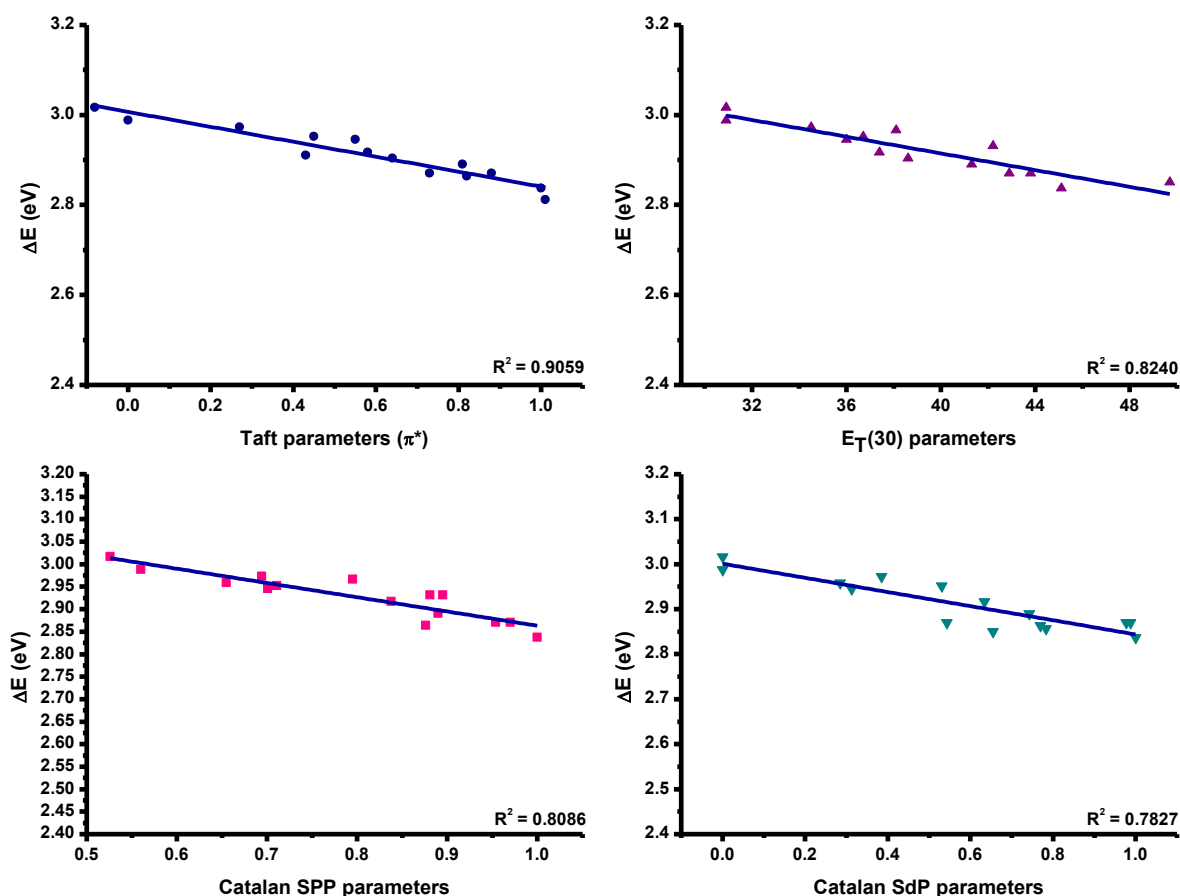 3.2
3.0
2.8
2.6
2.4
ΔE (eV)
0.0 0.2 0.4 0.6 0.8 1.0
Taft parameters (π*)
R² = 0.9059
3.2
3.0
2.8
2.6
2.4
ΔE (eV)
32 36 40 44 48
E_T(30) parameters
R² = 0.8240
3.20
3.15
3.10
3.05
3.00
2.95
2.90
2.85
2.80
2.75
2.70
2.65
2.60
2.55
2.50
2.45
2.40
ΔE (eV)
0.5 0.6 0.7 0.8 0.9 1.0
Catalan SPP parameters
R² = 0.8086
3.2
3.1
3.0
2.9
2.8
2.7
2.6
2.5
2.4
ΔE (eV)
0.0 0.2 0.4 0.6 0.8 1.0
Catalan SdP parameters
R² = 0.7827